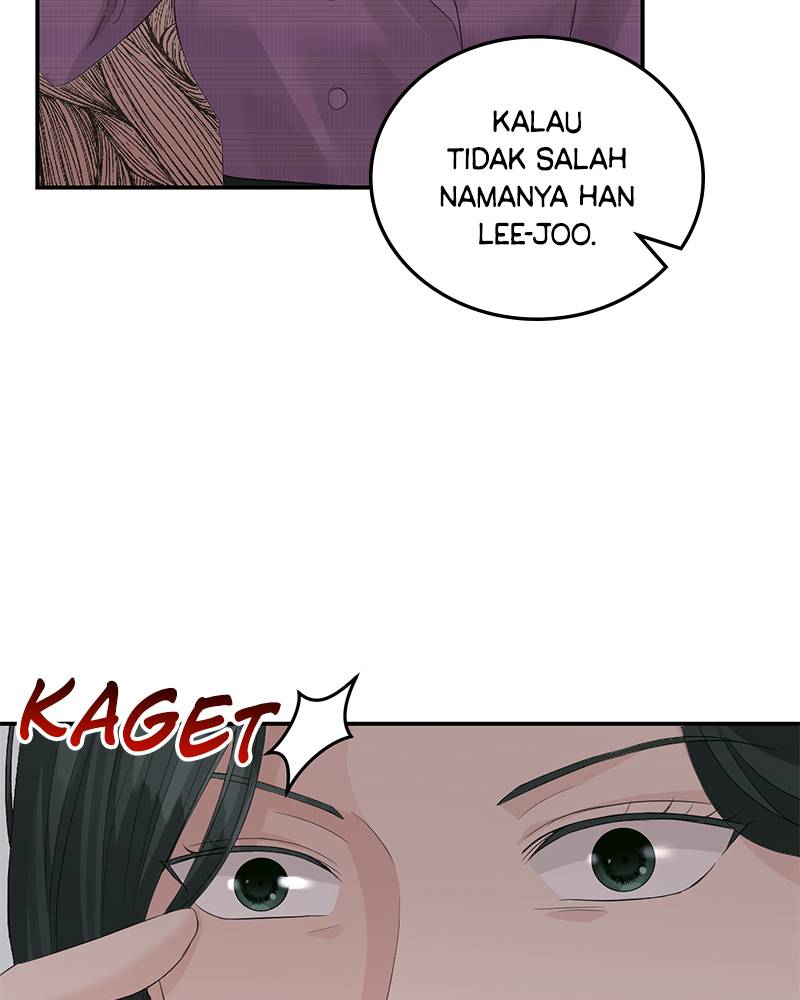 KALAU
TIDAK SALAH
NAMANYA HAN
LEE-JOO.
KAGET